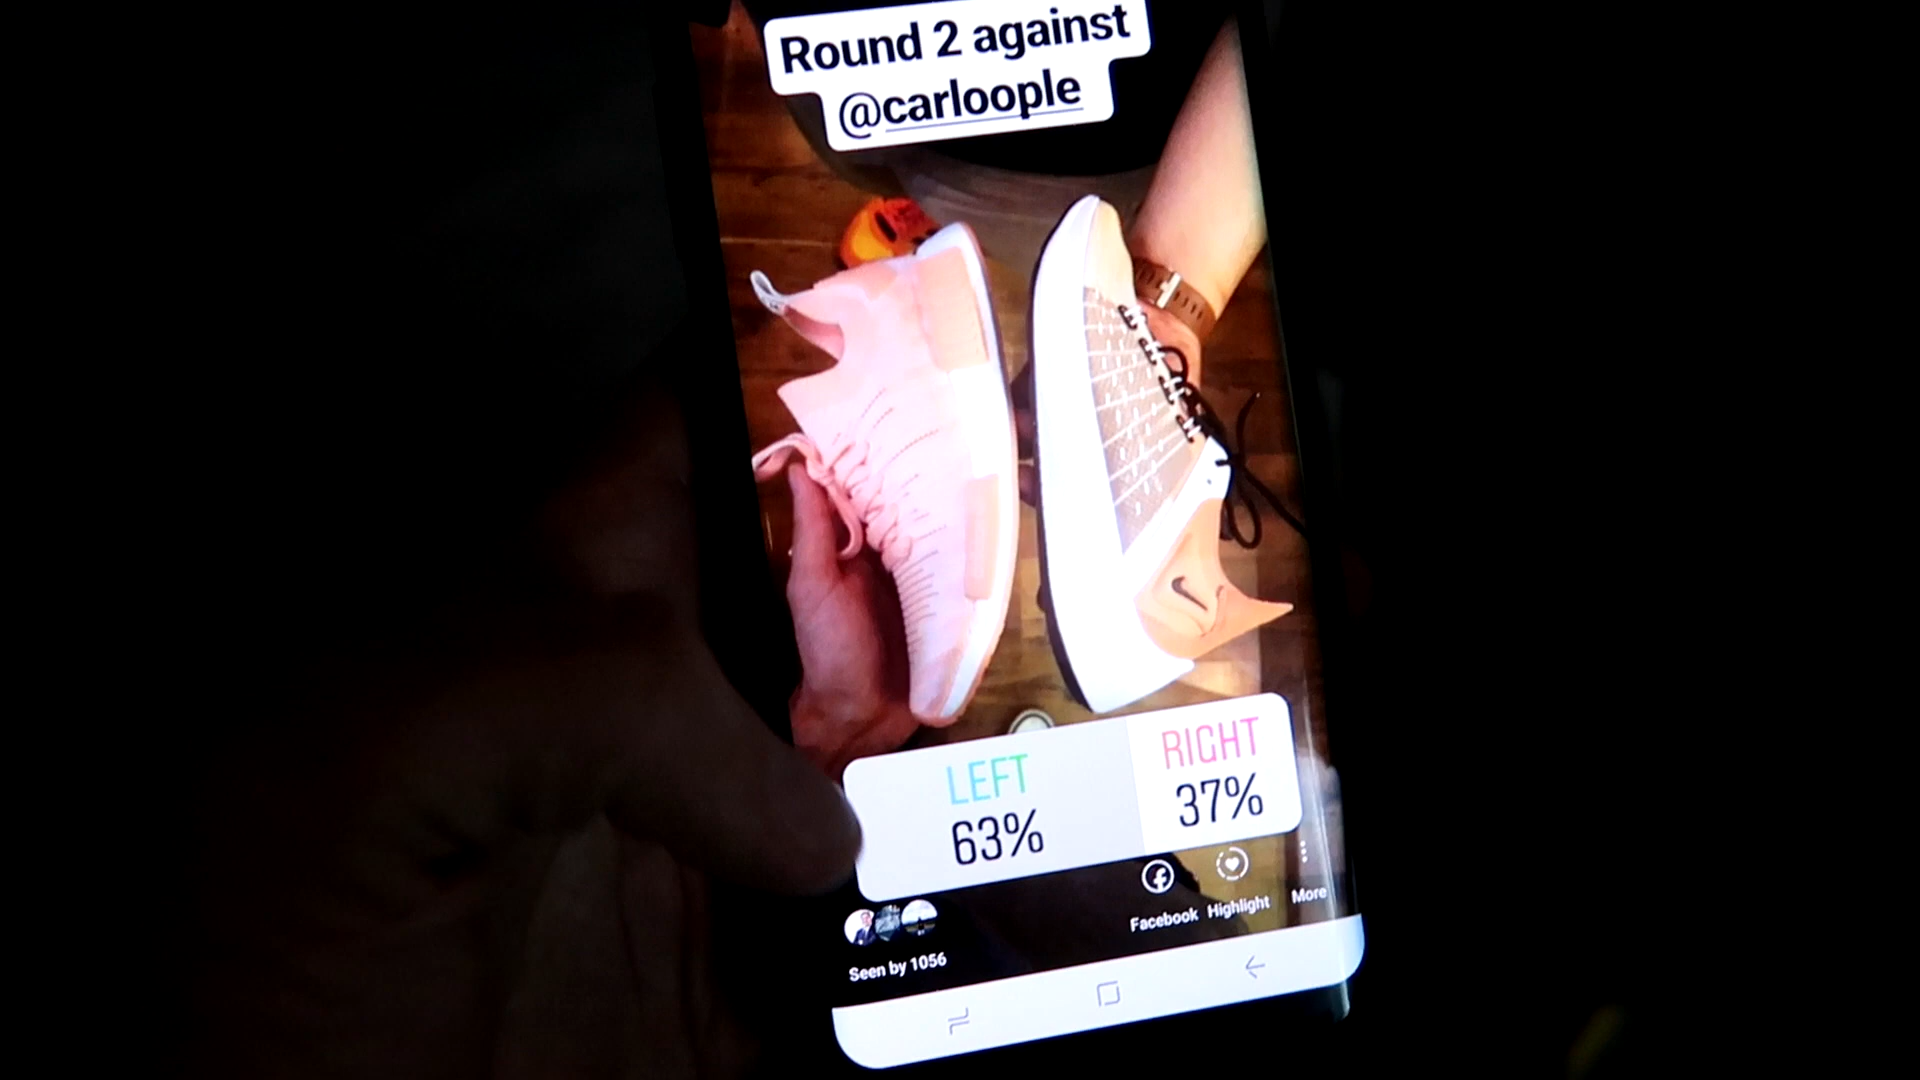 Round 2 against
@carloople
LEFT
63%
RIGHT
37%
Facebook
Highlight
More
Seen by 1056